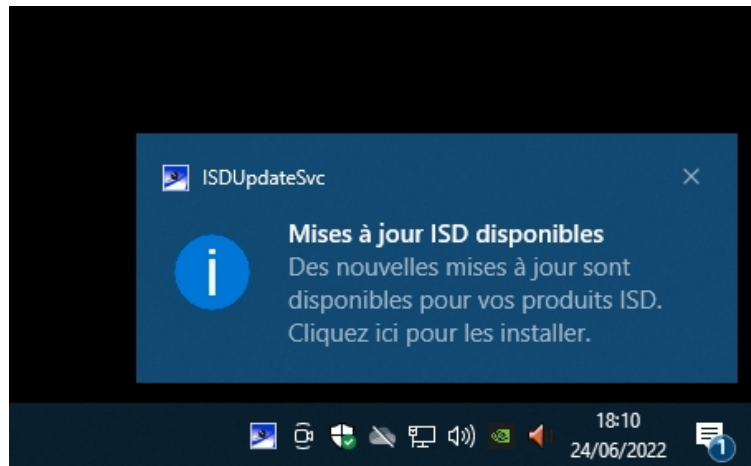 ISDUpdateSvc
Mises à jour ISD disponibles
Des nouvelles mises à jour sont
disponibles pour vos produits ISD.
Cliquez ici pour les installer.
18:10
24/06/2022
1